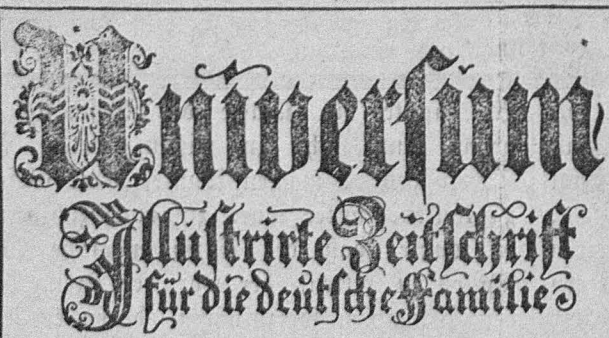 Universum
Illustrirte Zeitschrift
für die deutsche Familie